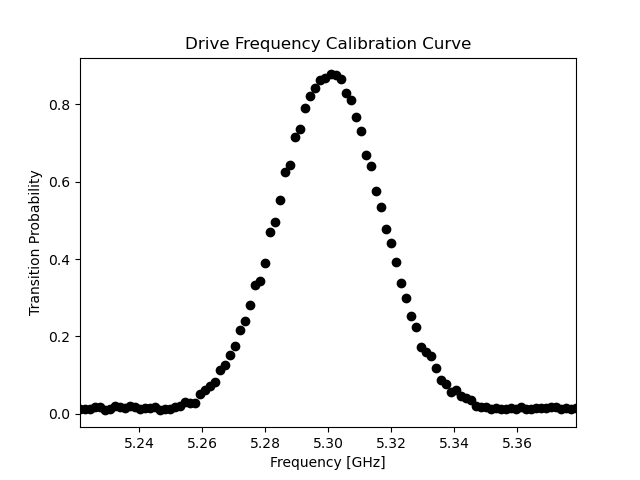 Drive Frequency Calibration Curve
Transition Probability
0.8
0.6
0.4
0.2
0.0
5.24 5.26 5.28 5.30 5.32 5.34 5.36
Frequency [GHz]